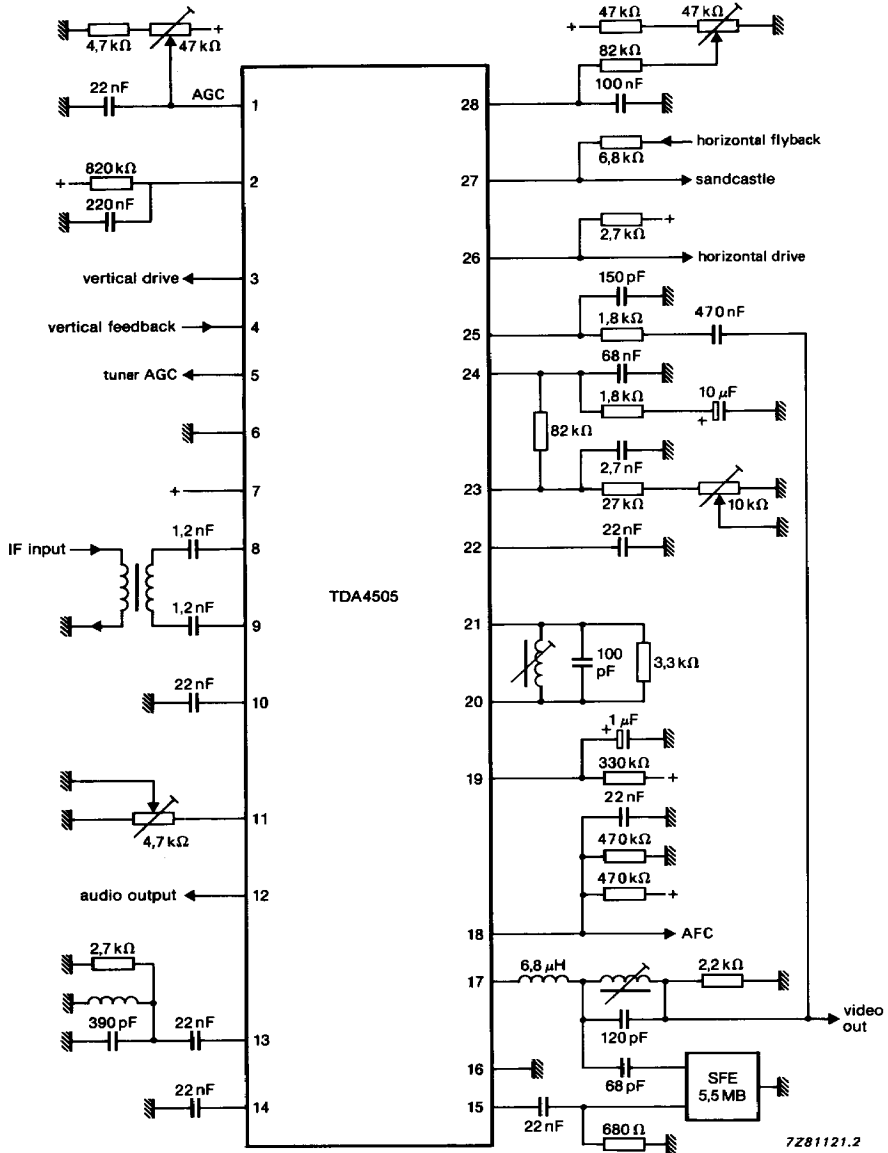 4,7 kΩ
47 kΩ
+
22 nF
AGC
1
820 kΩ
+
220 nF
2
vertical drive
3
vertical feedback
4
tuner AGC
5
6
+
7
IF input
1,2 nF
8
1,2 nF
9
22 nF
10
4,7 kΩ
11
audio output
12
2,7 kΩ
390 pF
22 nF
13
22 nF
14
TDA4505
47 kΩ
47 kΩ
+
82 kΩ
100 nF
28
horizontal flyback
6,8 kΩ
27
sandcastle
2,7 kΩ
+
26
horizontal drive
150 pF
1,8 kΩ
470 nF
25
68 nF
24
1,8 kΩ
10 μF
+
82 kΩ
2,7 nF
23
27 kΩ
10 kΩ
22 nF
22
21
100 pF
3,3 kΩ
20
+
1 μF
330 kΩ
+
19
22 nF
470 kΩ
470 kΩ
+
18
AFC
17
6,8 μH
2,2 kΩ
video out
120 pF
16
68 pF
SFE
5,5 MB
15
22 nF
680 Ω
7Z81121.2